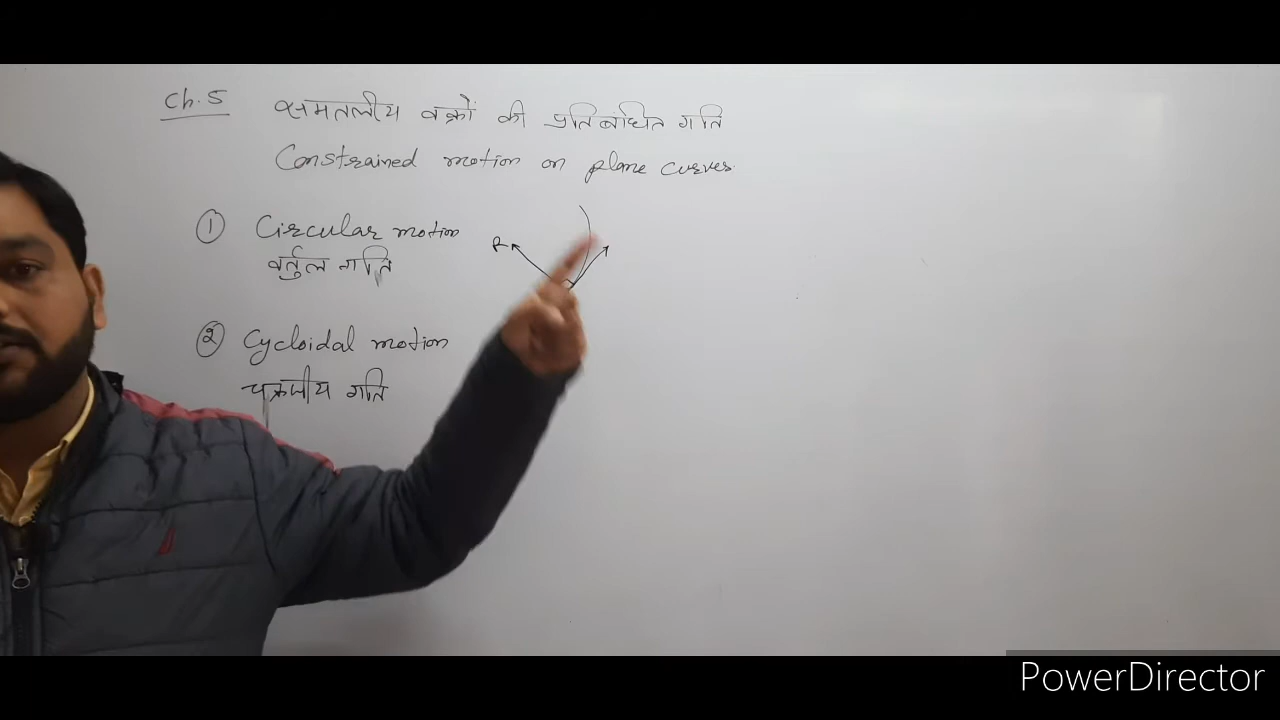 Ch. 5
समतलीय वक्रों की प्रतिबंधित गति
Constrained motion on plane curves.
① Circular motion
वर्तुल गति
R
② Cycloidal motion
चक्रजीय गति
PowerDirector